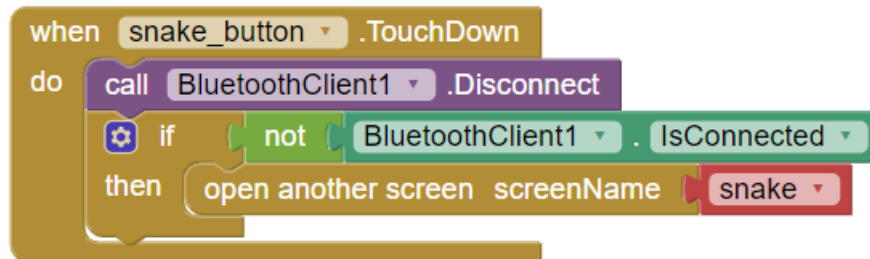 when snake_button .TouchDown
do call BluetoothClient1 .Disconnect
if not BluetoothClient1 . IsConnected
then open another screen screenName snake